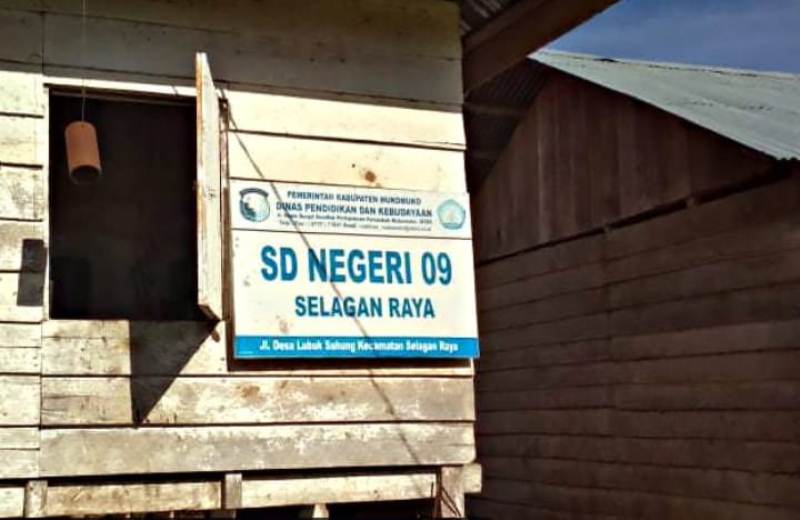 PEMERINTAH KABUPATEN MUKOMUKO
DINAS PENDIDIKAN DAN KEBUDAYAAN
SD NEGERI 09
SELAGAN RAYA
Jl. Desa Lubuk Sahung Kecamatan Selagan Raya